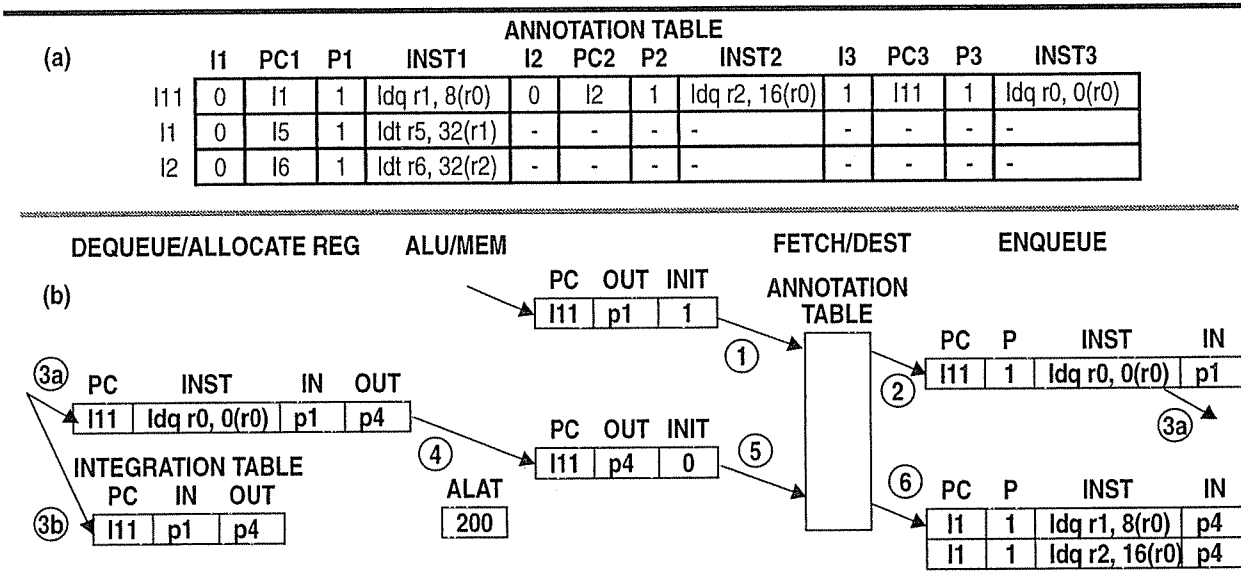 ANNOTATION TABLE
(a)
I1 PC1 P1 INST1 I2 PC2 P2 INST2 I3 PC3 P3 INST3
I11 0 I1 1 ldq r1, 8(r0) 0 I2 1 ldq r2, 16(r0) 1 I11 1 ldq r0, 0(r0)
I1 0 I5 1 ldt r5, 32(r1) - - - - - - - -
I2 0 I6 1 ldt r6, 32(r2) - - - - - - - -
DEQUEUE/ALLOCATE REG ALU/MEM FETCH/DEST ENQUEUE
(b)
PC OUT INIT
I11 p1 1
ANNOTATION
TABLE
1
PC P INST IN
2 I11 1 ldq r0, 0(r0) p1
3a
3a PC INST IN OUT
I11 ldq r0, 0(r0) p1 p4
4
PC OUT INIT
I11 p4 0
5
INTEGRATION TABLE
PC IN OUT
3b I11 p1 p4
ALAT
200
6
PC P INST IN
I1 1 ldq r1, 8(r0) p4
I1 1 ldq r2, 16(r0) p4